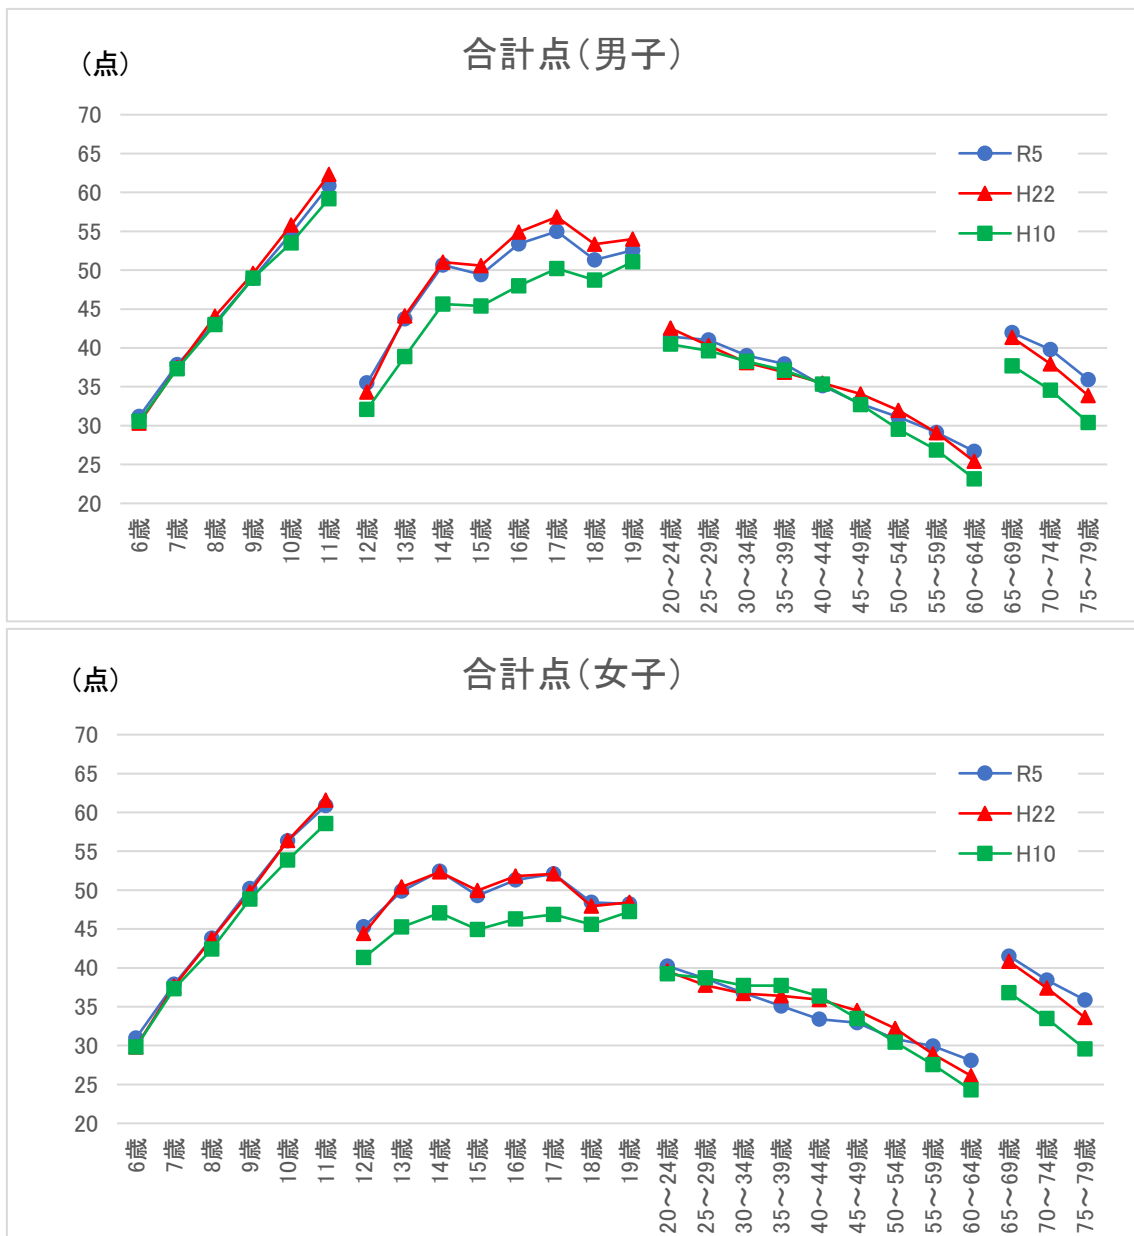 合計点(男子)
(点)
70
65
60
55
50
45
40
35
30
25
20
R5
H22
H10
6歳
7歳
8歳
9歳
10歳
11歳
12歳
13歳
14歳
15歳
16歳
17歳
18歳
19歳
20～24歳
25～29歳
30～34歳
35～39歳
40～44歳
45～49歳
50～54歳
55～59歳
60～64歳
65～69歳
70～74歳
75～79歳
合計点(女子)
(点)
70
65
60
55
50
45
40
35
30
25
20
R5
H22
H10
6歳
7歳
8歳
9歳
10歳
11歳
12歳
13歳
14歳
15歳
16歳
17歳
18歳
19歳
20～24歳
25～29歳
30～34歳
35～39歳
40～44歳
45～49歳
50～54歳
55～59歳
60～64歳
65～69歳
70～74歳
75～79歳